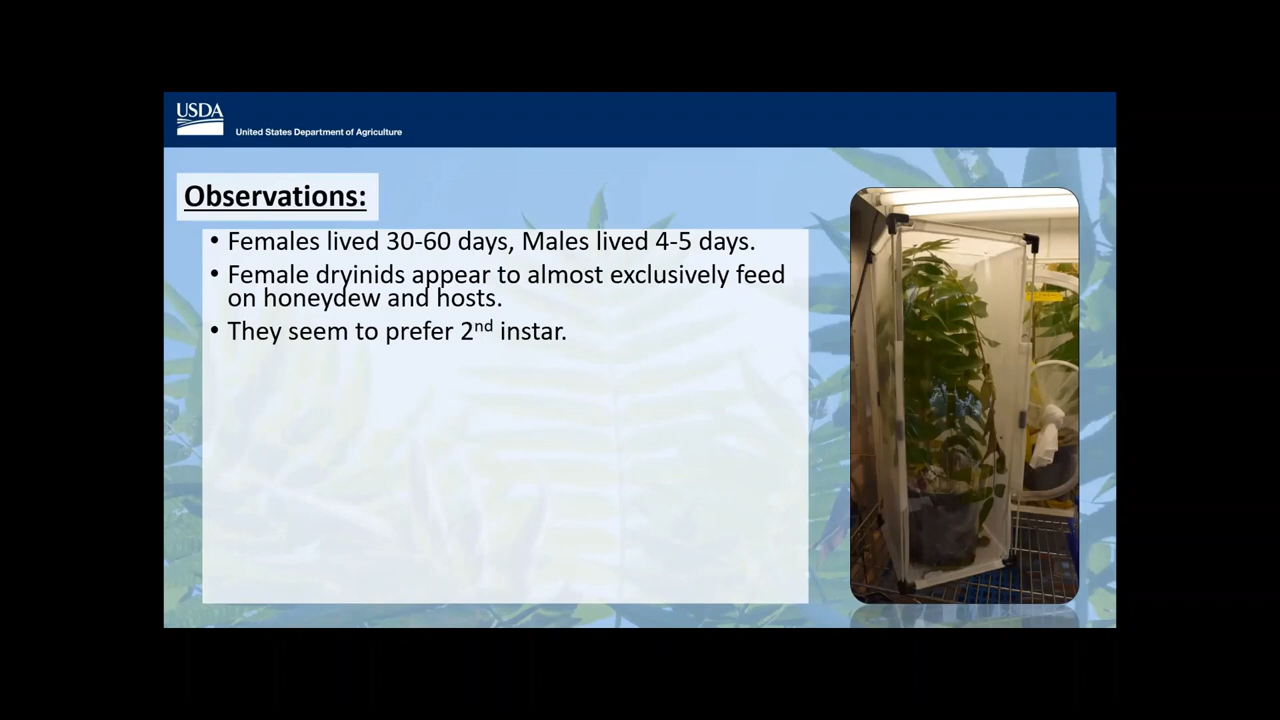 USDA
United States Department of Agriculture
Observations:
• Females lived 30-60 days, Males lived 4-5 days.
• Female dryinids appear to almost exclusively feed
on honeydew and hosts.
• They seem to prefer 2nd instar.